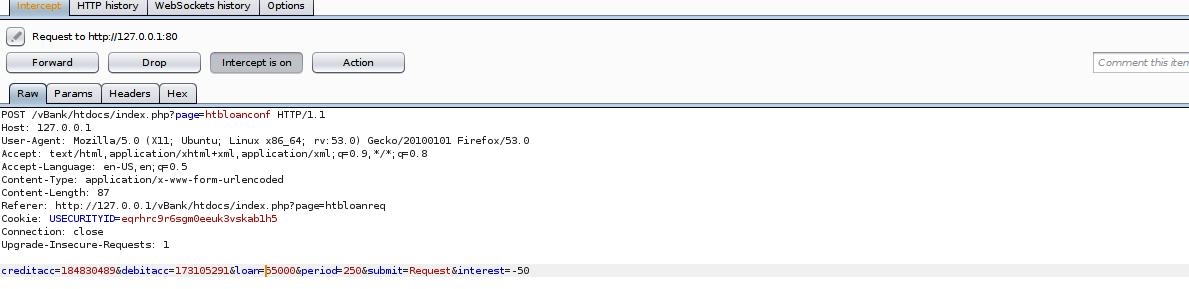 Intercept HTTP history WebSockets history Options
Request to http://127.0.0.1:80
Forward Drop Intercept is on Action Comment this item
Raw Params Headers Hex
POST /vBank/htdocs/index.php?page=htbloanconf HTTP/1.1
Host: 127.0.0.1
User-Agent: Mozilla/5.0 (X11; Ubuntu; Linux x86_64; rv:53.0) Gecko/20100101 Firefox/53.0
Accept: text/html,application/xhtml+xml,application/xml;q=0.9,*/*;q=0.8
Accept-Language: en-US,en;q=0.5
Content-Type: application/x-www-form-urlencoded
Content-Length: 87
Referer: http://127.0.0.1/vBank/htdocs/index.php?page=htbloanreq
Cookie: USECURITYID=eqrhrc9r6sgm0eeuk3vskab1h5
Connection: close
Upgrade-Insecure-Requests: 1
creditacc=184830489&debitacc=173105291&loan=55000&period=250&submit=Request&interest=-50